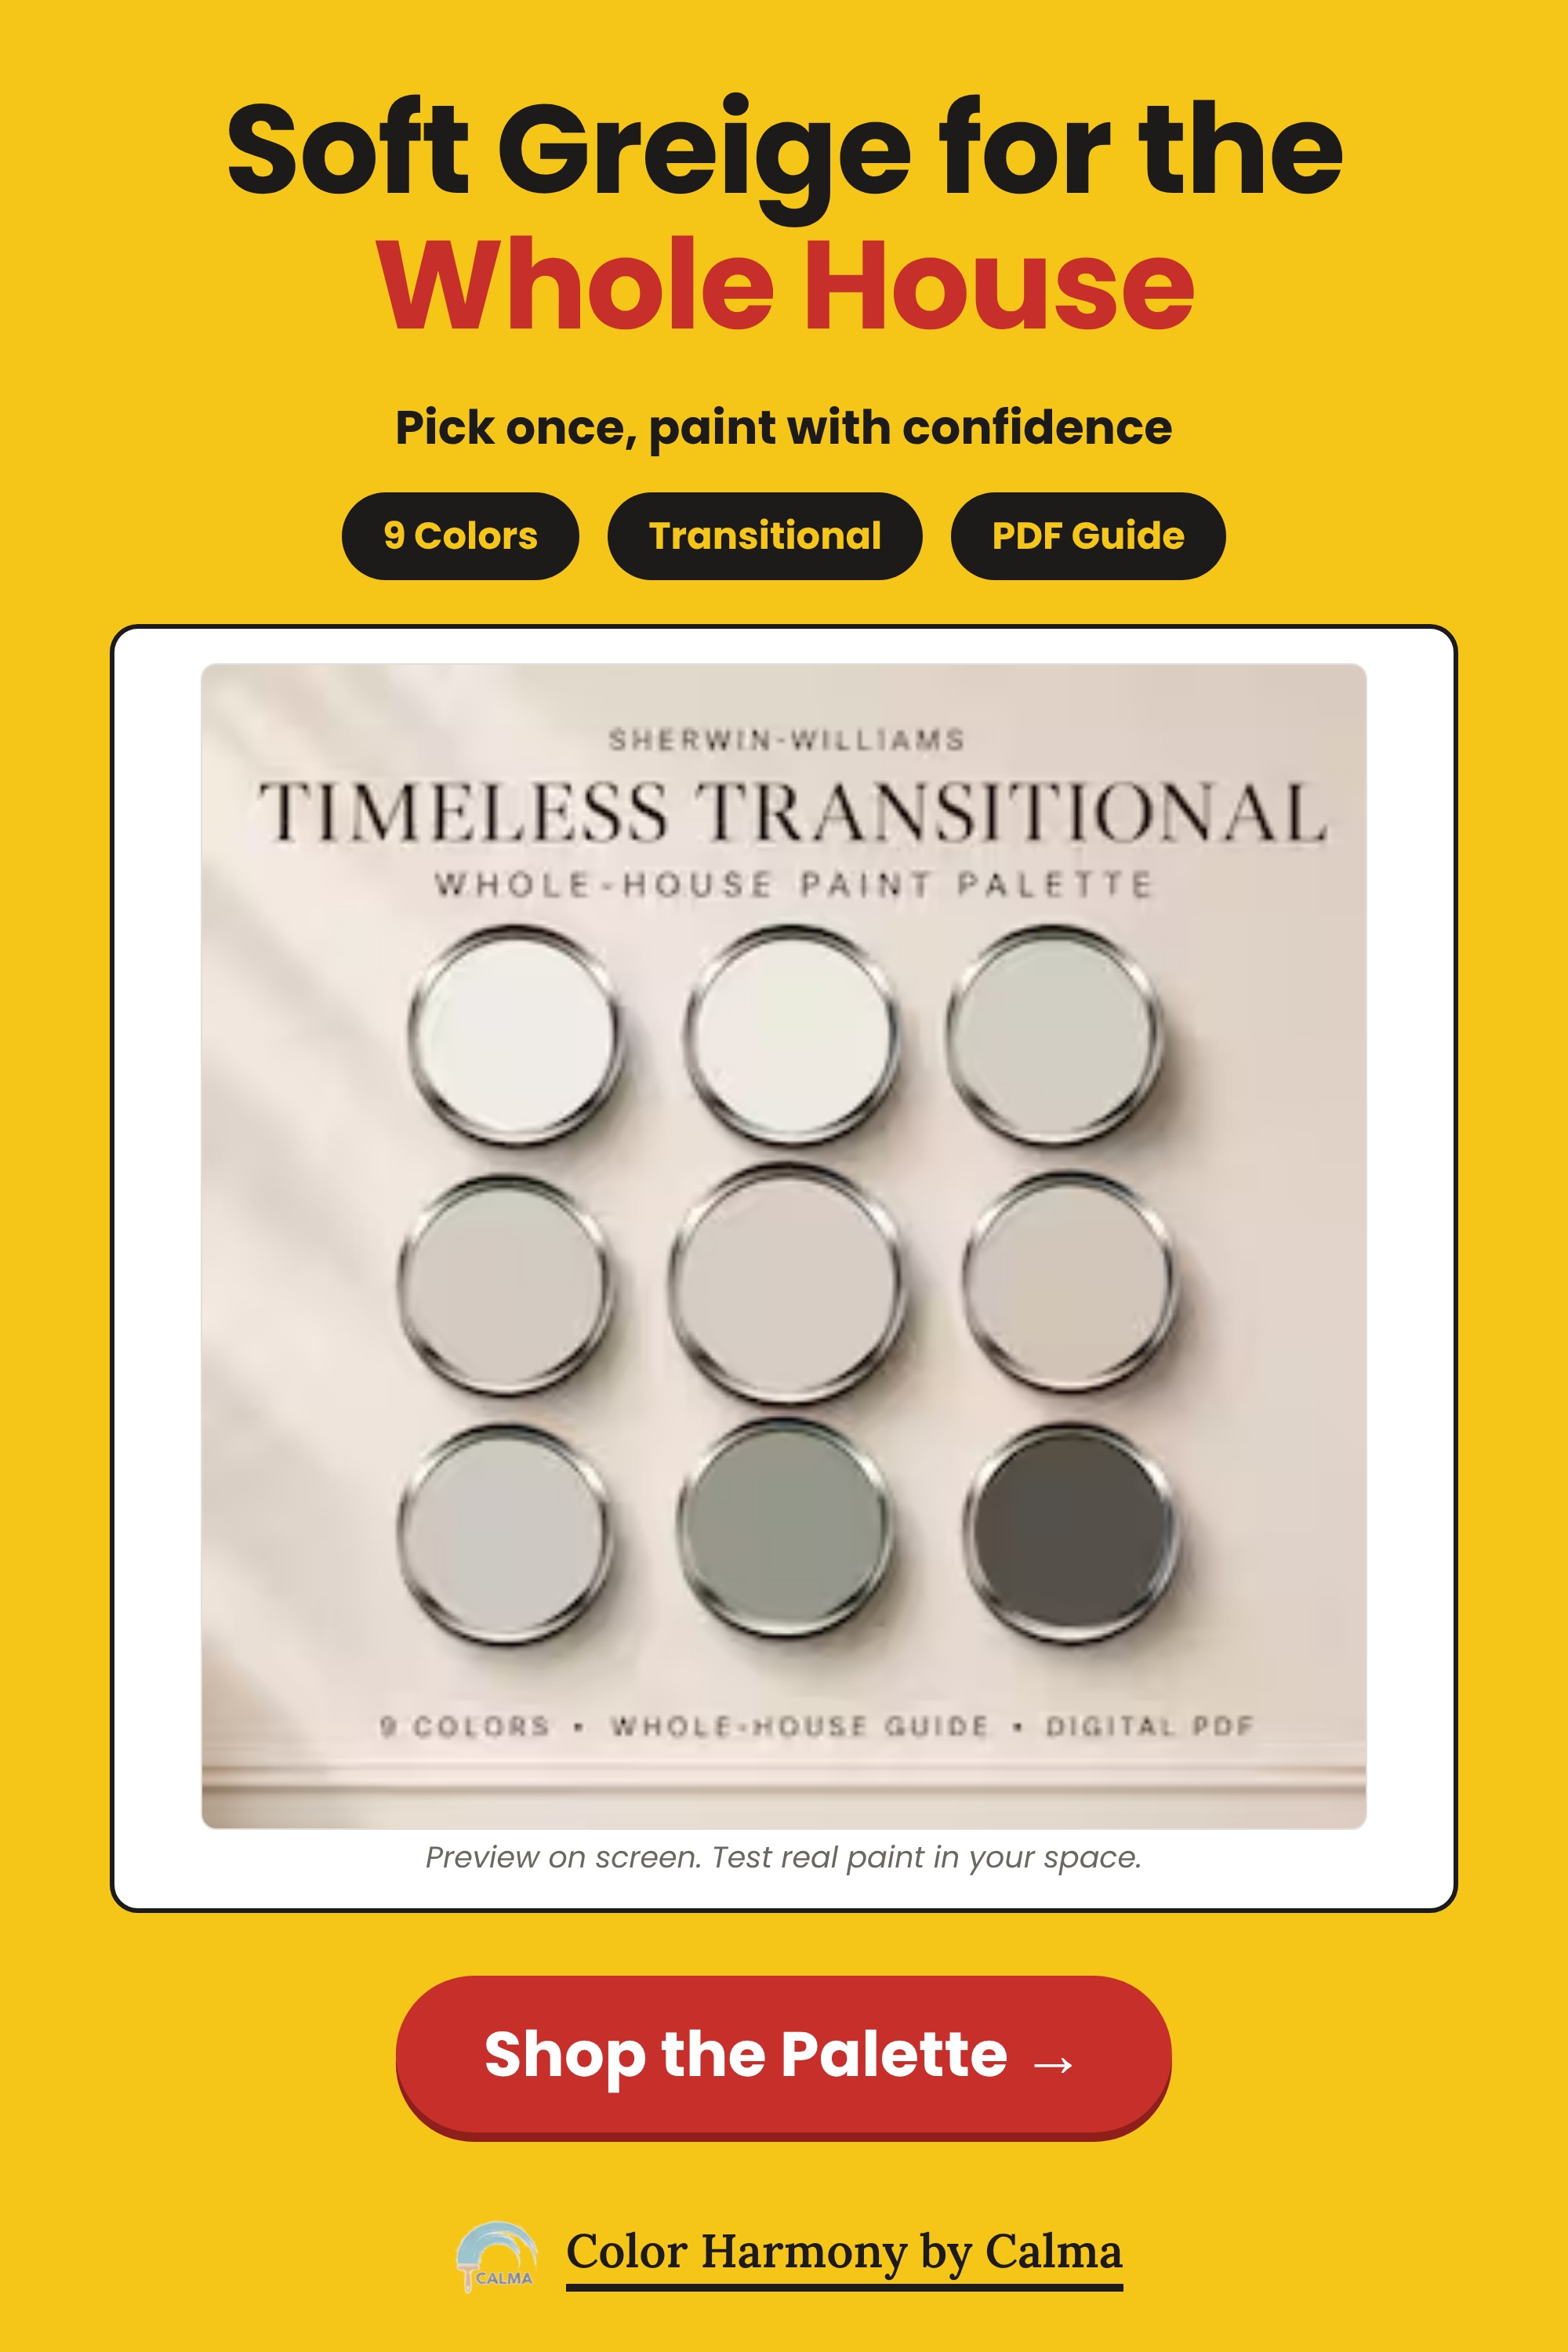 Soft Greige for the
Whole House
Pick once, paint with confidence
9 Colors
Transitional
PDF Guide
SHERWIN-WILLIAMS
TIMELESS TRANSITIONAL
WHOLE-HOUSE PAINT PALETTE
9 COLORS • WHOLE-HOUSE GUIDE • DIGITAL PDF
Preview on screen. Test real paint in your space.
Shop the Palette →
CALMA
Color Harmony by Calma